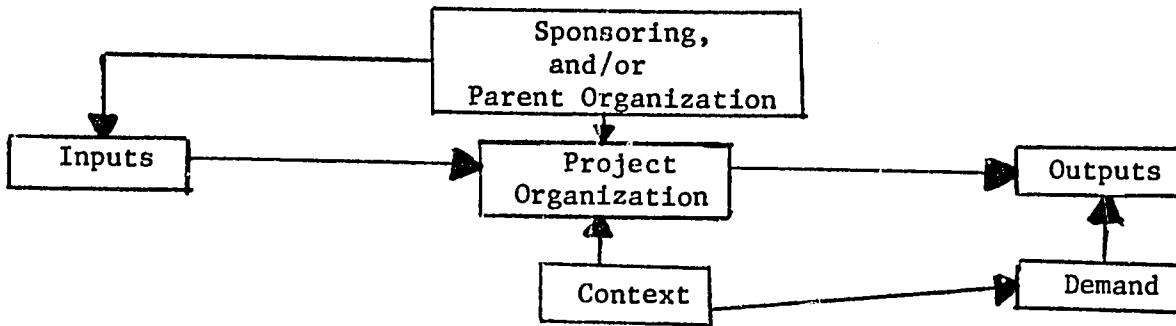 Sponsoring,
and/or
Parent Organization
Inputs
Project
Organization
Outputs
Context
Demand